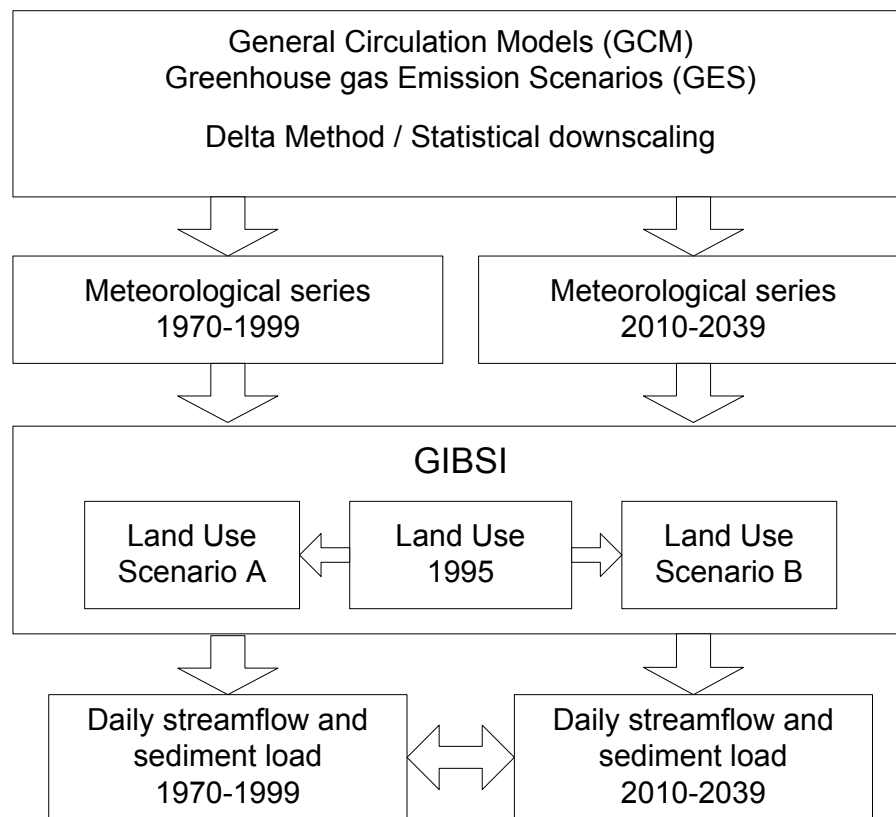 General Circulation Models (GCM)
Greenhouse gas Emission Scenarios (GES)
Delta Method / Statistical downscaling
Meteorological series
1970-1999
Meteorological series
2010-2039
GIBSI
Land Use
Scenario A
Land Use
1995
Land Use
Scenario B
Daily streamflow and
sediment load
1970-1999
Daily streamflow and
sediment load
2010-2039